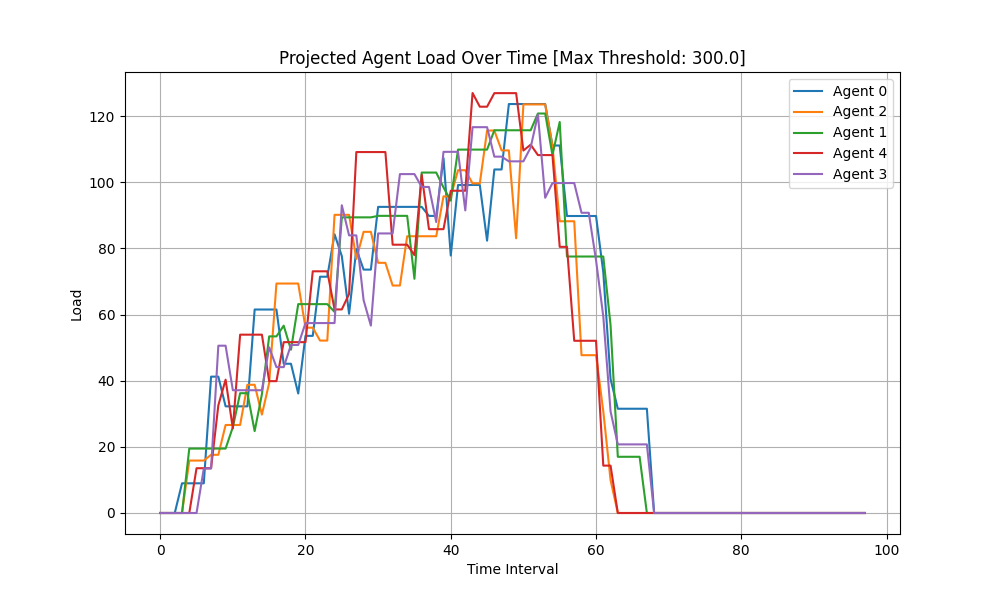 Projected Agent Load Over Time [Max Threshold: 300.0]
Agent 0
Agent 2
Agent 1
Agent 4
Agent 3
Load
120
100
80
60
40
20
0
0 20 40 60 80 100
Time Interval